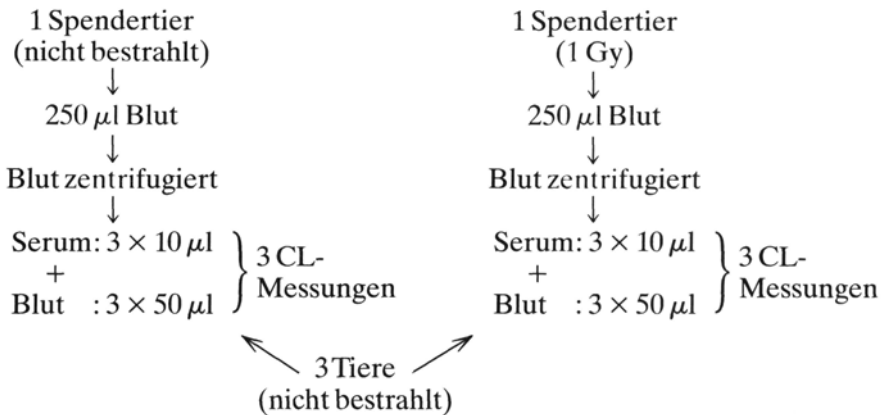 1 Spendertier
(nicht bestrahlt)
250 µl Blut
Blut zentrifugiert
Serum: 3 × 10 µl
+
Blut : 3 × 50 µl
3 CL-
Messungen
1 Spendertier
(1 Gy)
250 µl Blut
Blut zentrifugiert
Serum: 3 × 10 µl
+
Blut : 3 × 50 µl
3 CL-
Messungen
3 Tiere
(nicht bestrahlt)